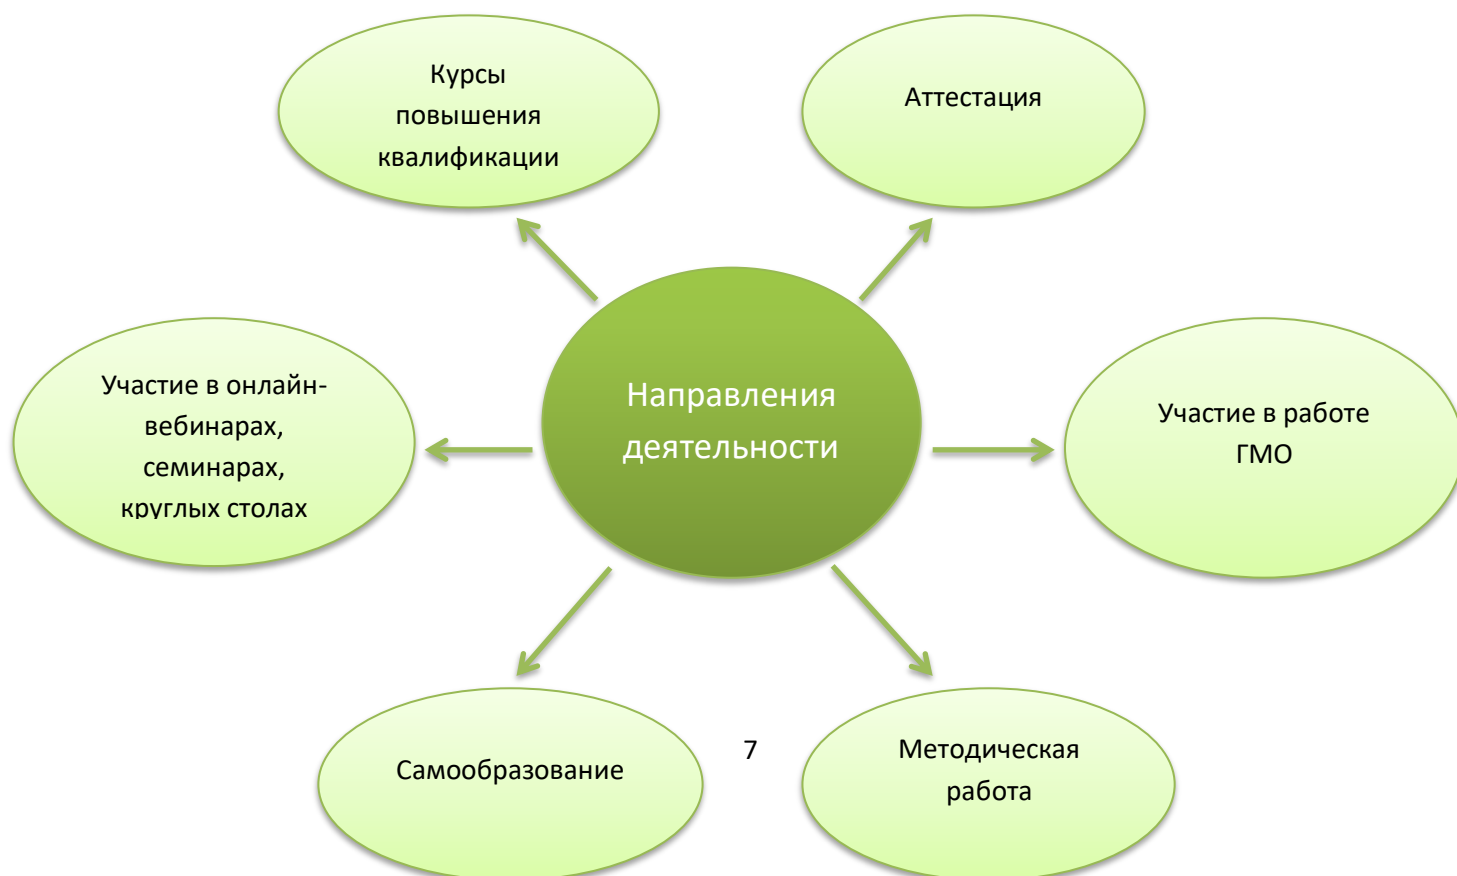 Курсы
повышения
квалификации
Аттестация
Направления
деятельности
Участие в онлайн-
вебинарах,
семинарах,
круглых столах
Участие в работе
ГМО
Самообразование
7
Методическая
работа